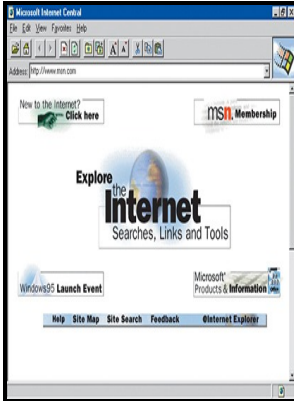 Microsoft Internet Central
File Edit View Favorites Help
Address: http://www.msn.com
New to the Internet?
Click here
msn. Membership
Explore
the
Internet
Searches, Links and Tools
Windows95 Launch Event
Microsoft
Products & Information
Help Site Map Site Search Feedback @Internet Explorer